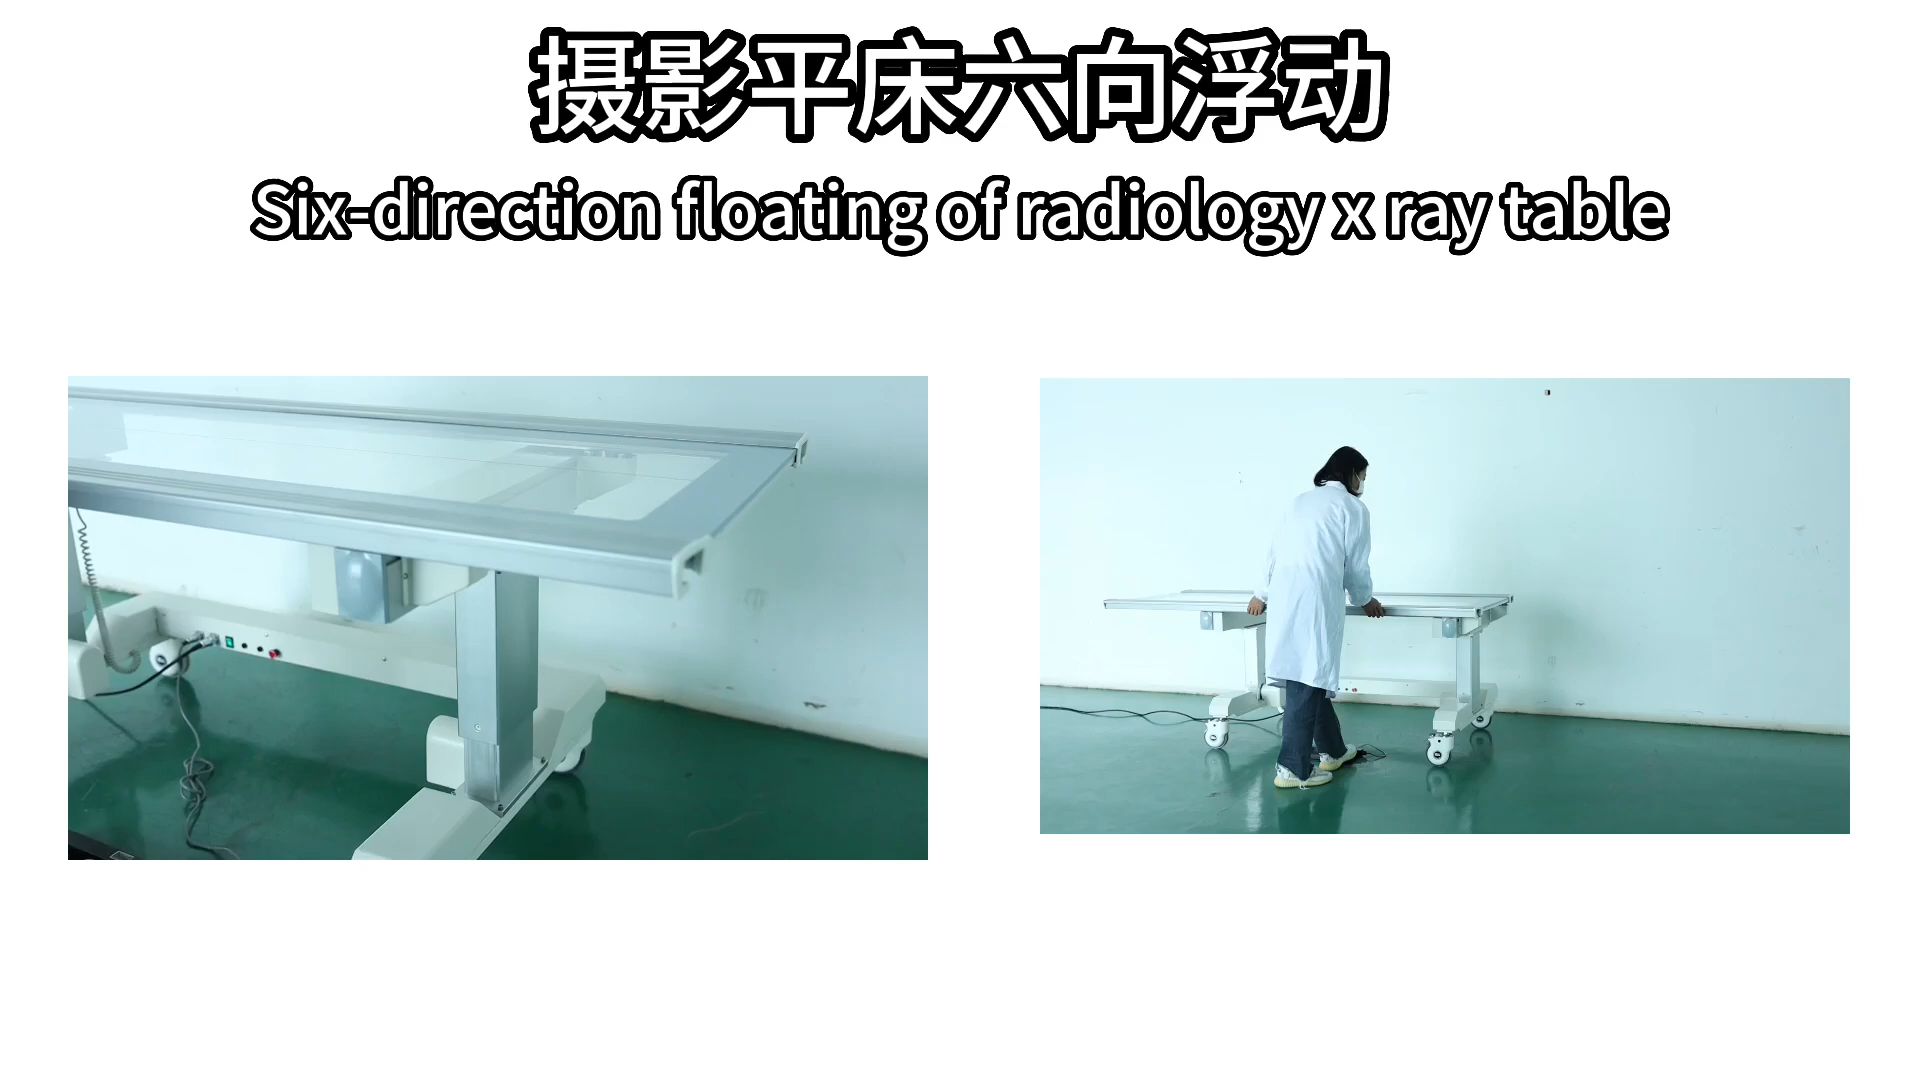 摄影平床六向浮动
Six-direction floating of radiology x ray table